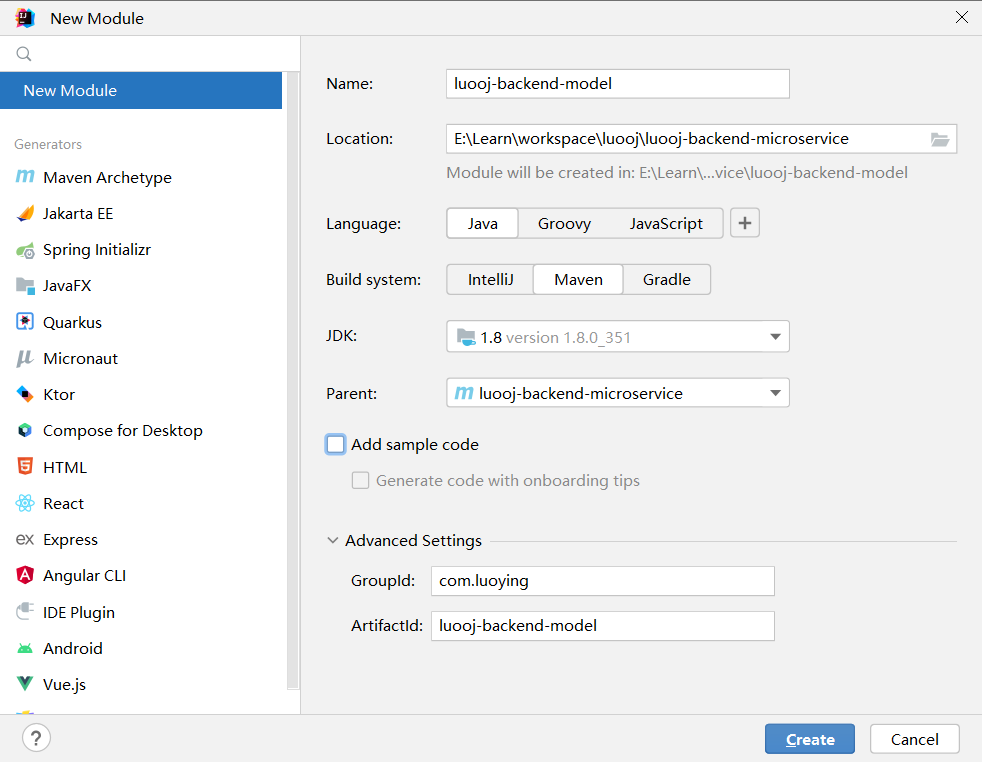 New Module
New Module
Generators
Maven Archetype
Jakarta EE
Spring Initializr
JavaFX
Quarkus
Micronaut
Ktor
Compose for Desktop
HTML
React
ex Express
Angular CLI
IDE Plugin
Android
Vue.js
Name: luooj-backend-model
Location: E:\Learn\workspace\luooj\luooj-backend-microservice
Module will be created in: E:\Learn\...vice\luooj-backend-model
Language: Java Groovy JavaScript +
Build system: IntelliJ Maven Gradle
JDK: 1.8 version 1.8.0_351
Parent: m luooj-backend-microservice
Add sample code
Generate code with onboarding tips
Advanced Settings
GroupId: com.luoying
ArtifactId: luooj-backend-model
? Create Cancel